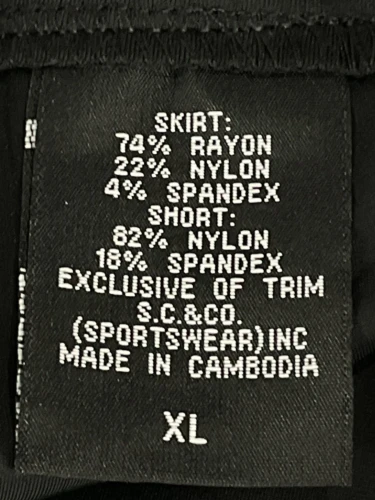 SKIRT:
74% RAYON
22% NYLON
4% SPANDEX
SHORT:
82% NYLON
18% SPANDEX
EXCLUSIVE OF TRIM
S.C.&CO.
(SPORTSWEAR)INC
MADE IN CAMBODIA
XL